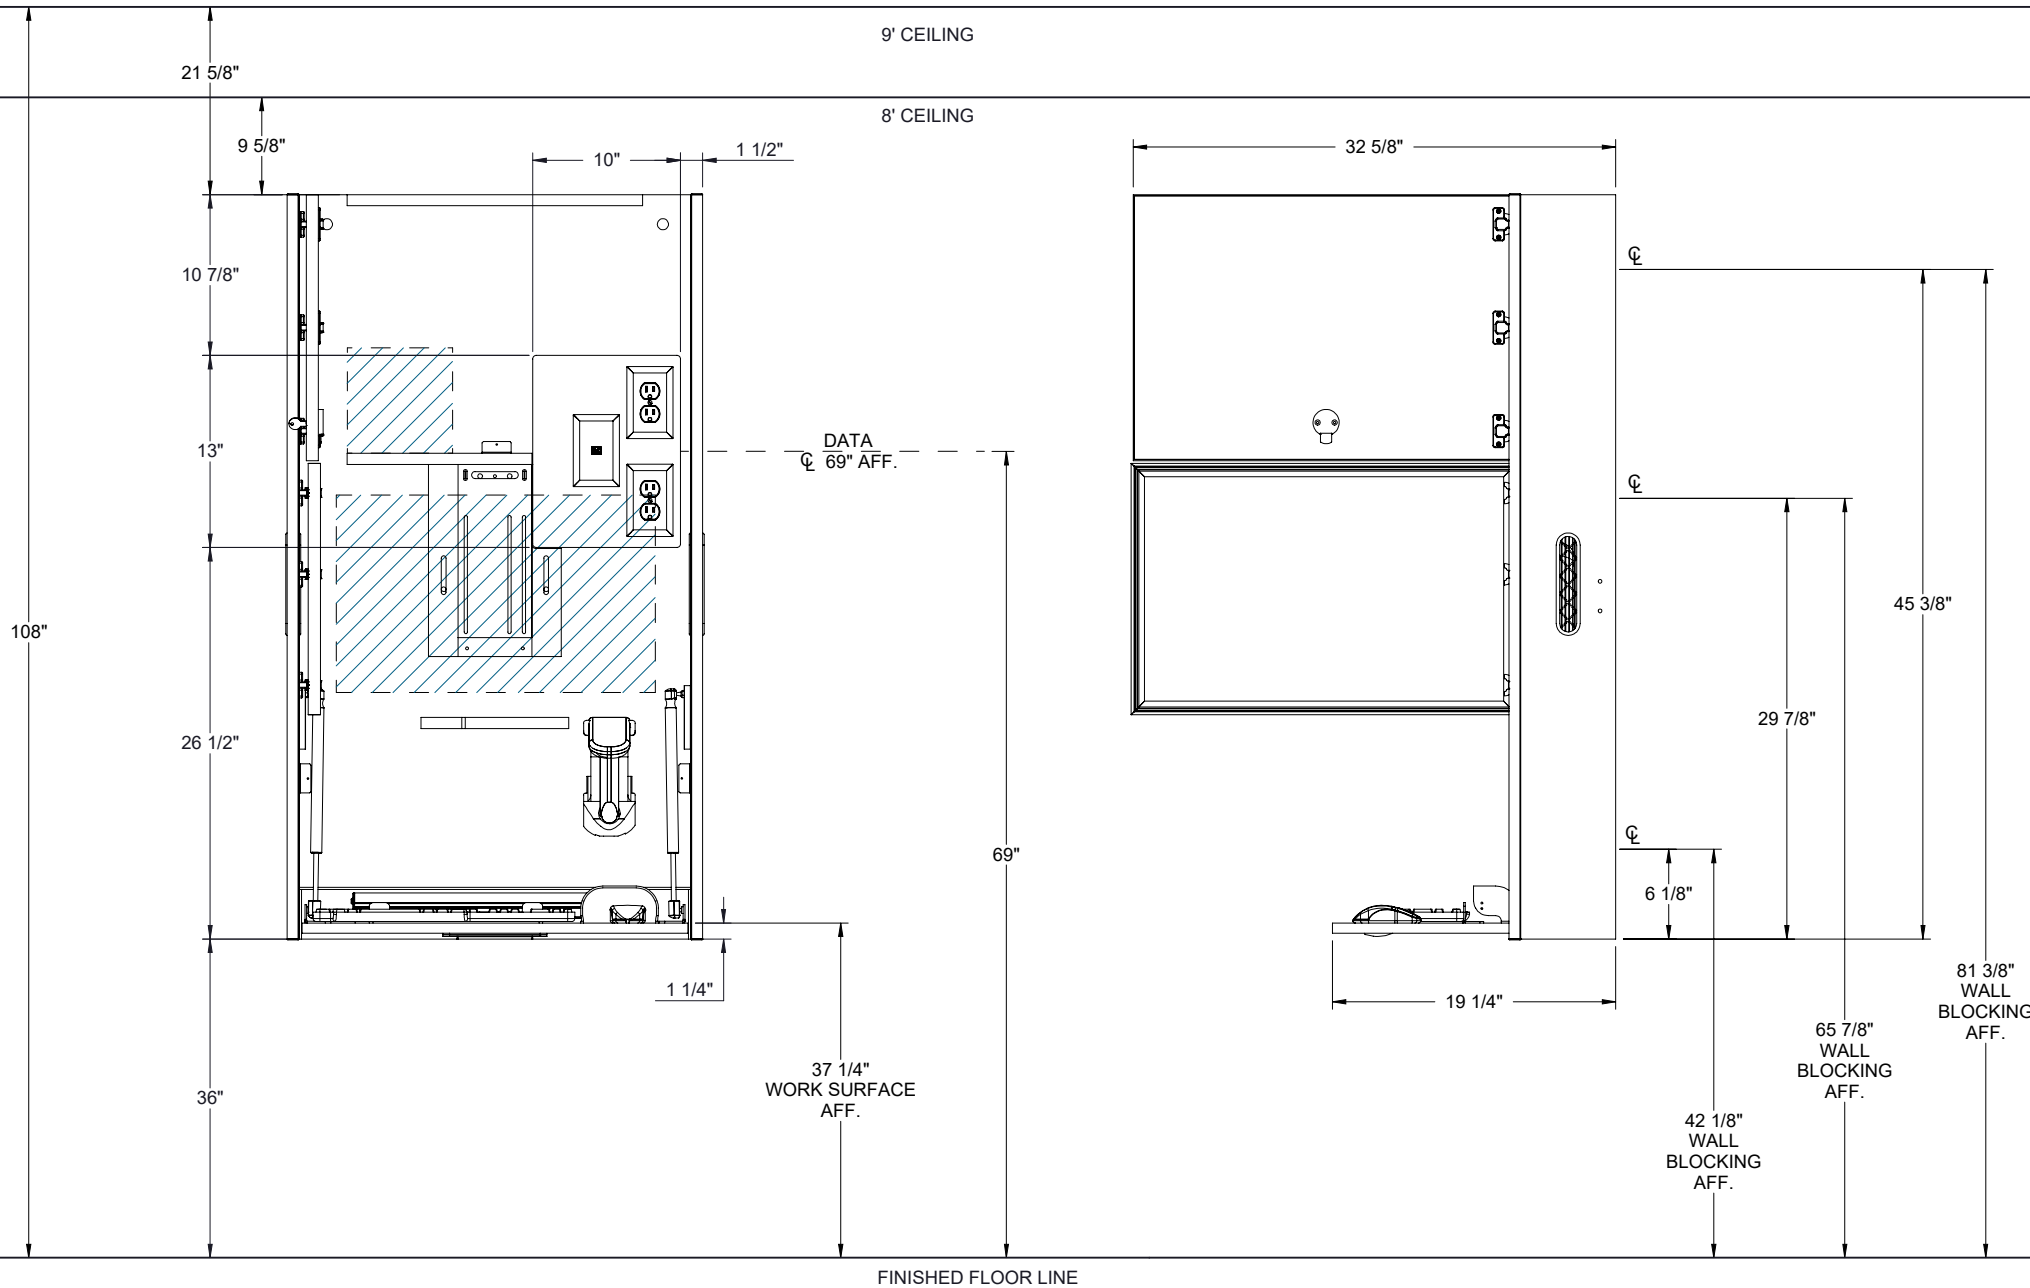 9' CEILING
21 5/8"
8' CEILING
9 5/8"
10"
1 1/2"
32 5/8"
10 7/8"
℄
13"
DATA
℄ 69" AFF.
℄
45 3/8"
108"
29 7/8"
26 1/2"
℄
69"
6 1/8"
1 1/4"
19 1/4"
81 3/8"
WALL
BLOCKING
AFF.
65 7/8"
WALL
BLOCKING
AFF.
37 1/4"
WORK SURFACE
AFF.
36"
42 1/8"
WALL
BLOCKING
AFF.
FINISHED FLOOR LINE